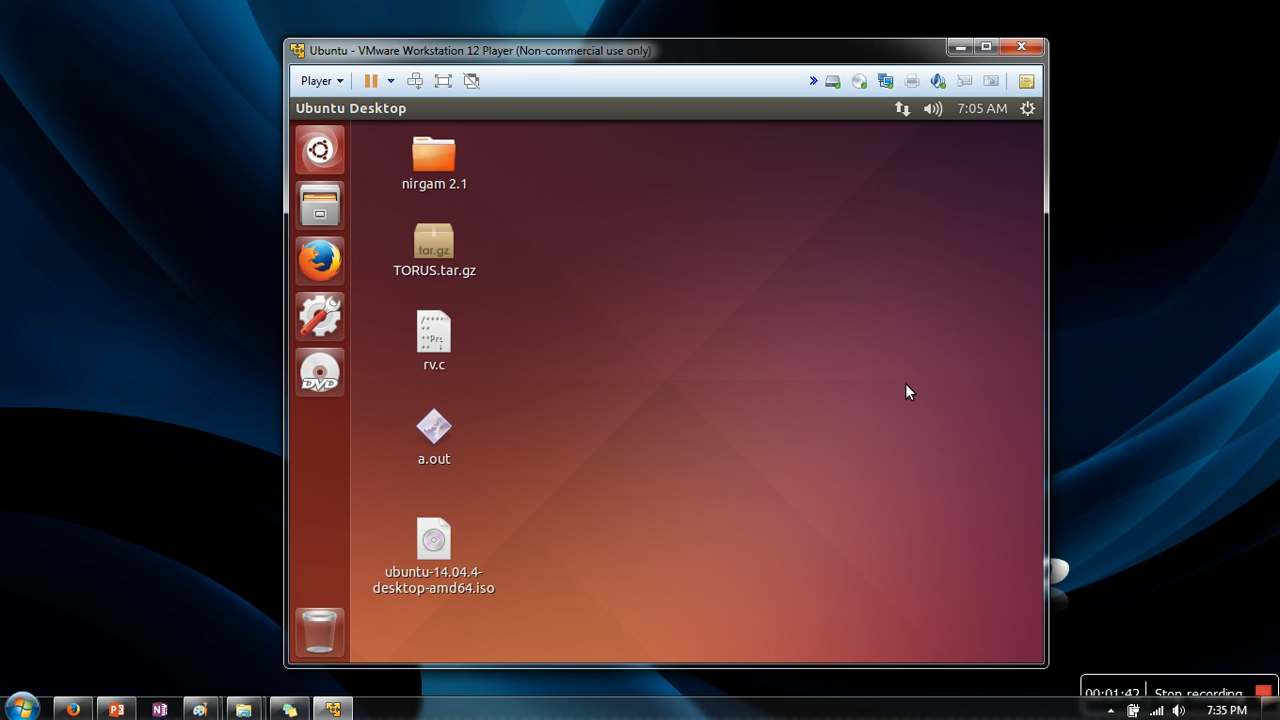 Ubuntu - VMware Workstation 12 Player (Non-commercial use only)
Player
Ubuntu Desktop
7:05 AM
nirgam 2.1
tar.gz
TORUS.tar.gz
rv.c
DVD
a.out
ubuntu-14.04.4-
desktop-amd64.iso
00:01:42
Stop recording
7:35 PM